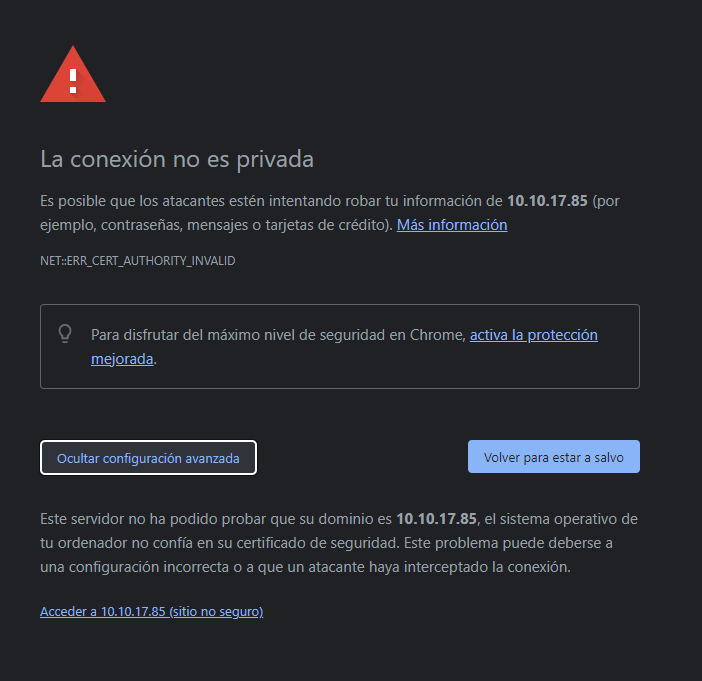 La conexión no es privada
Es posible que los atacantes estén intentando robar tu información de 10.10.17.85 (por
ejemplo, contraseñas, mensajes o tarjetas de crédito). Más información
NET::ERR_CERT_AUTHORITY_INVALID
Para disfrutar del máximo nivel de seguridad en Chrome, activa la protección
mejorada.
Ocultar configuración avanzada
Volver para estar a salvo
Este servidor no ha podido probar que su dominio es 10.10.17.85, el sistema operativo de
tu ordenador no confía en su certificado de seguridad. Este problema puede deberse a
una configuración incorrecta o a que un atacante haya interceptado la conexión.
Acceder a 10.10.17.85 (sitio no seguro)